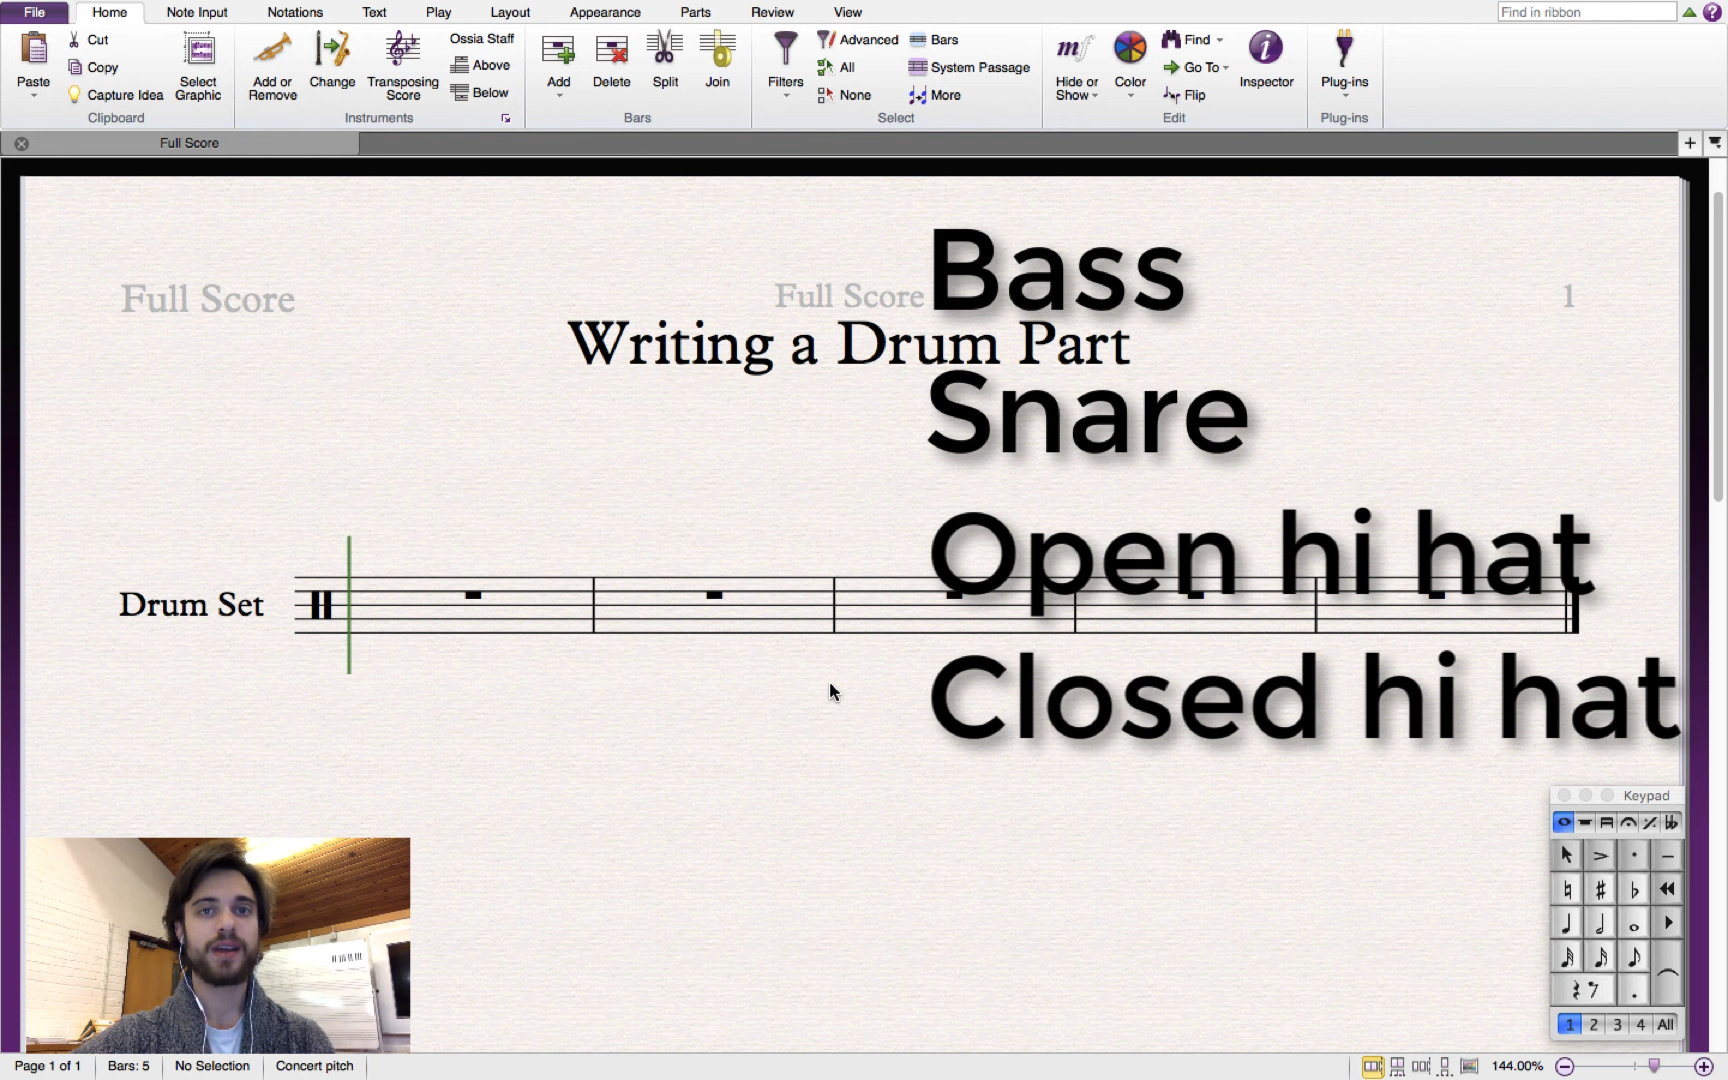 File Home Note Input Notations Text Play Layout Appearance Parts Review View Find in ribbon
Paste Cut Copy Capture Idea Select Graphic Clipboard
Add or Remove Change Transposing Score Ossia Staff Above Below Instruments
Add Delete Split Join Bars
Filters Advanced All None Bars System Passage More Select
Hide or Show Color Find Go To Flip Inspector Edit
Plug-ins Plug-ins
Full Score
Full Score Full Score 1
Bass
Writing a Drum Part
Snare
Open hi hat
Drum Set
Closed hi hat
Keypad
1 2 3 4 All
Page 1 of 1 Bars: 5 No Selection Concert pitch 144.00%